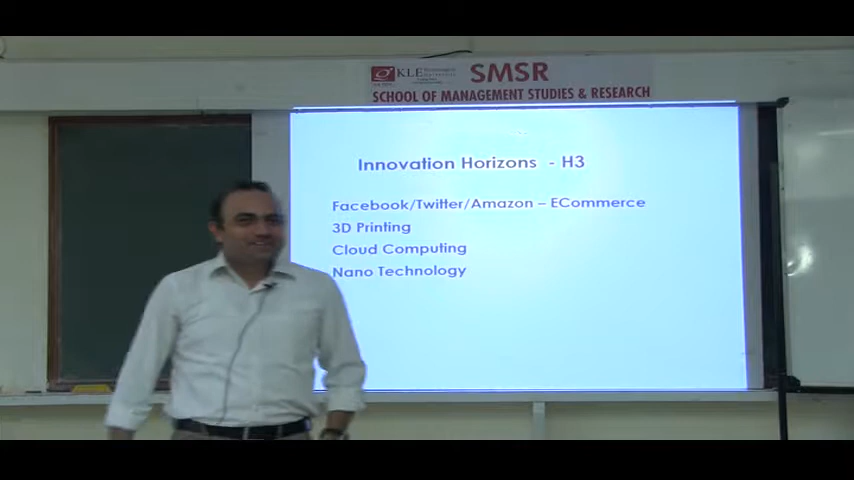 KLE
SMSR
SCHOOL OF MANAGEMENT STUDIES & RESEARCH
Innovation Horizons - H3
Facebook/Twitter/Amazon – ECommerce
3D Printing
Cloud Computing
Nano Technology